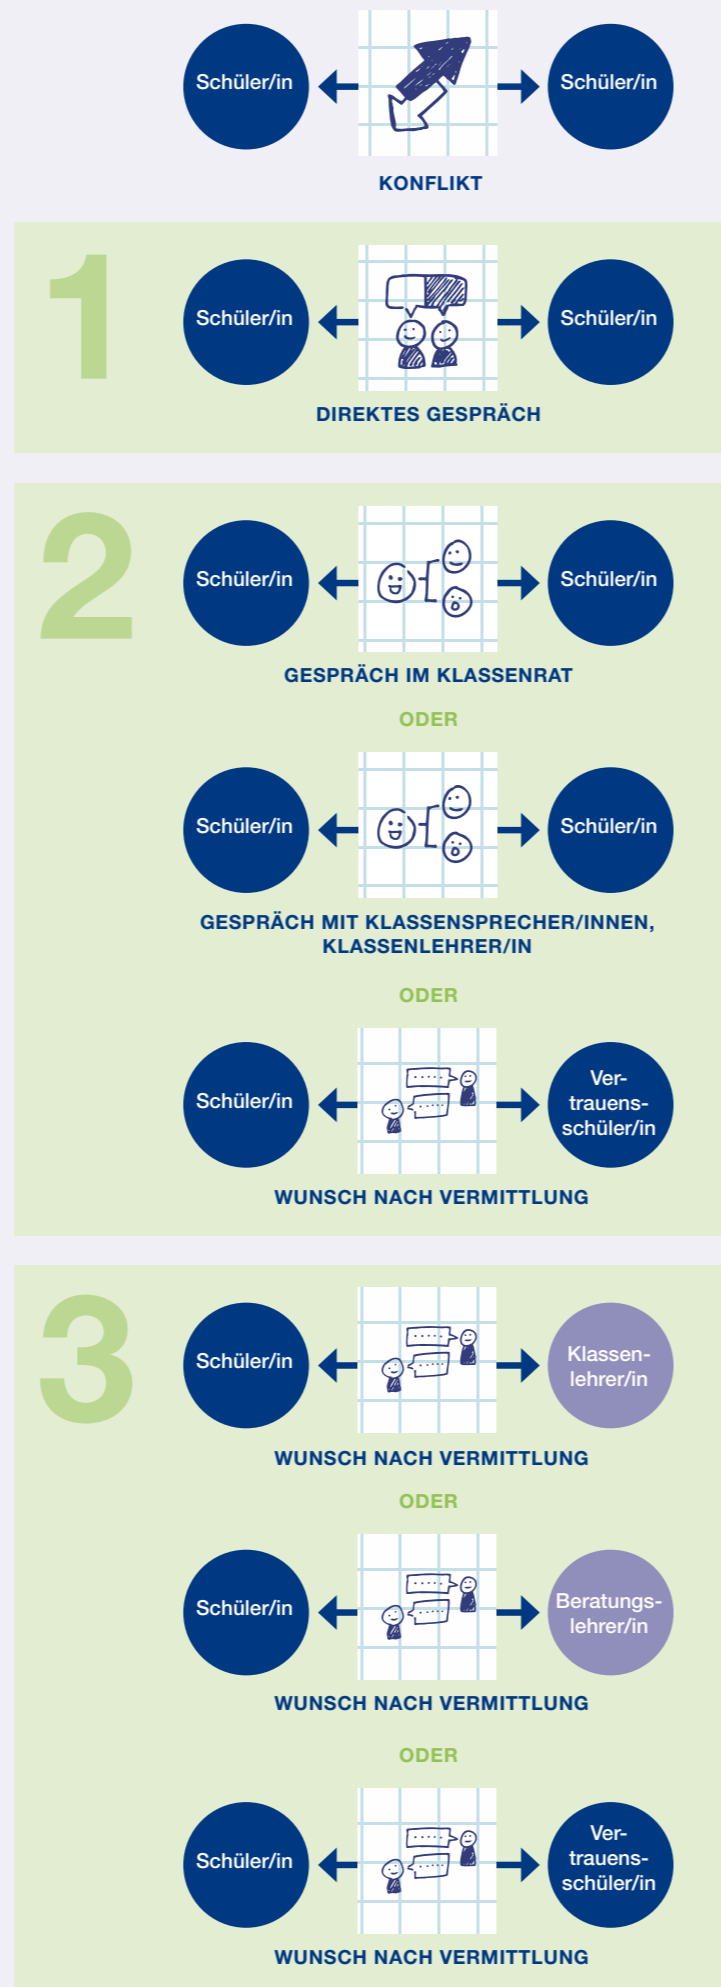 Schüler/in
Schüler/in
KONFLIKT
1
Schüler/in
Schüler/in
DIREKTES GESPRÄCH
2
Schüler/in
Schüler/in
GESPRÄCH IM KLASSENRAT
ODER
Schüler/in
Schüler/in
GESPRÄCH MIT KLASSENSPRECHER/INNEN,
KLASSENLEHRER/IN
ODER
Schüler/in
Ver-
trauens-
schüler/in
WUNSCH NACH VERMITTLUNG
3
Schüler/in
Klassen-
lehrer/in
WUNSCH NACH VERMITTLUNG
ODER
Schüler/in
Beratungs-
lehrer/in
WUNSCH NACH VERMITTLUNG
ODER
Schüler/in
Ver-
trauens-
schüler/in
WUNSCH NACH VERMITTLUNG